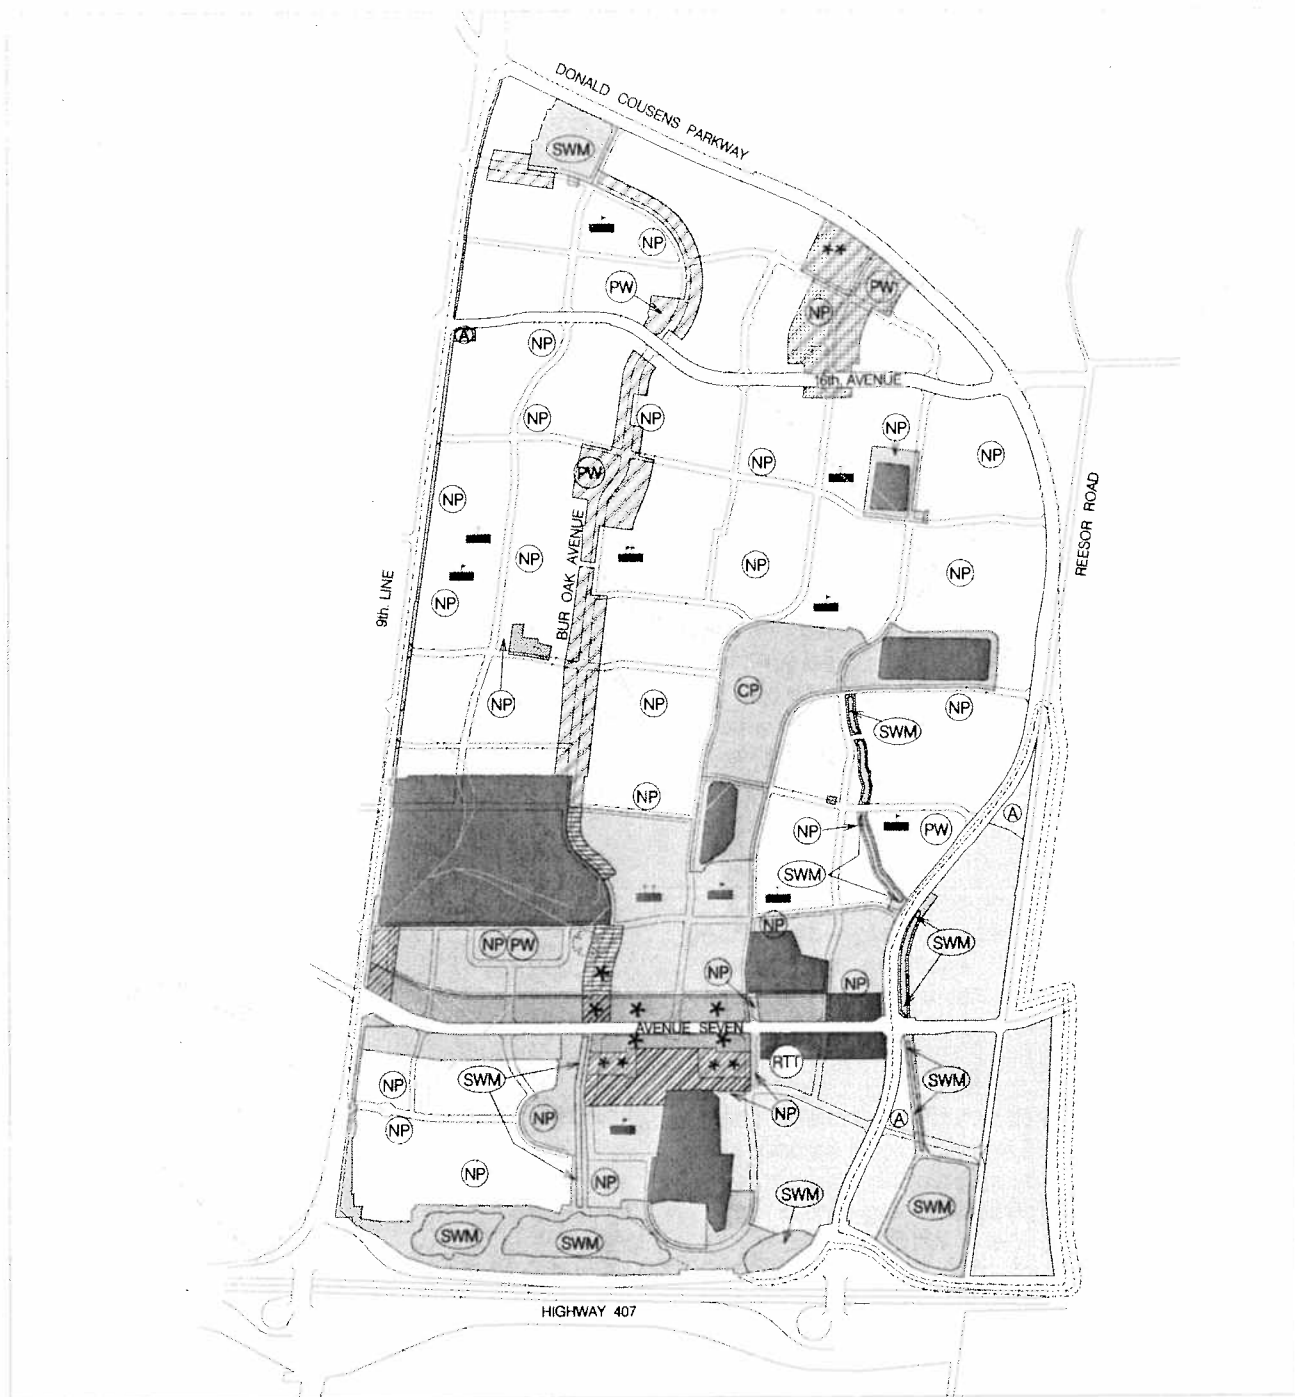 DONALD COUSENS PARKWAY
SWM
NP
PW
**
PW
NP
A
NP
16th. AVENUE
NP
NP
NP
NP
NP
PW
NP
BUR OAK AVENUE
REESOR ROAD
NP
NP
NP
9th. LINE
NP
CP
NP
NP
NP
SWM
NP
A
NP
PW
SWM
NP
NP PW
SWM
NP
NP
*
* * *
AVENUE SEVEN
* *
* * * *
RTT
SWM
NP
SWM
NP
NP
A
NP
NP
NP
SWM
SWM
SWM
SWM
HIGHWAY 407